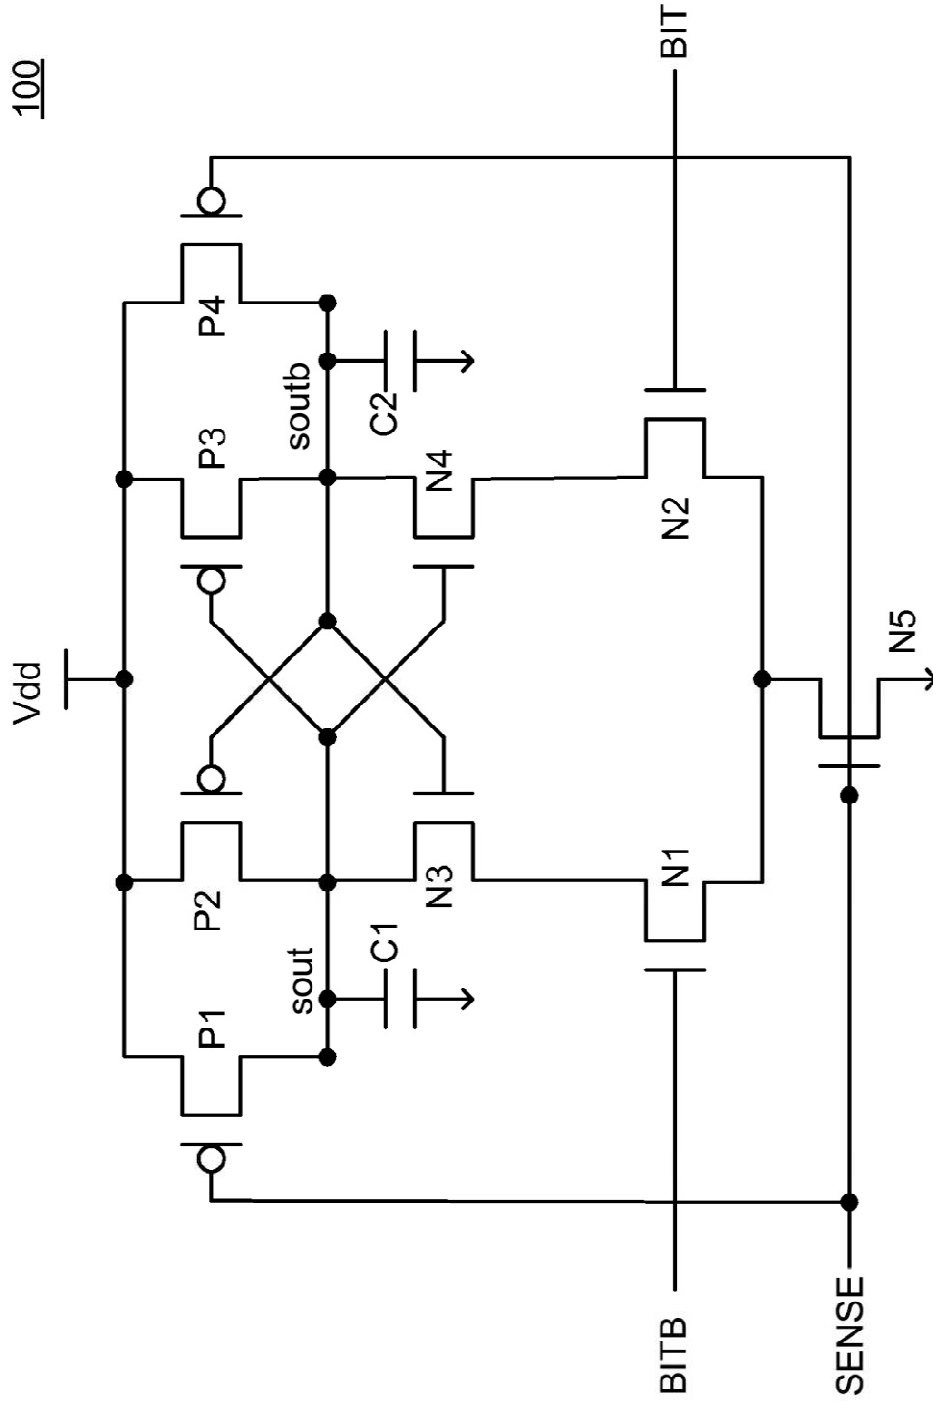 100
Vdd
P1
P2
P3
P4
sout
soutb
C1
C2
N3
N4
BITB
N1
N2
BIT
SENSE
N5